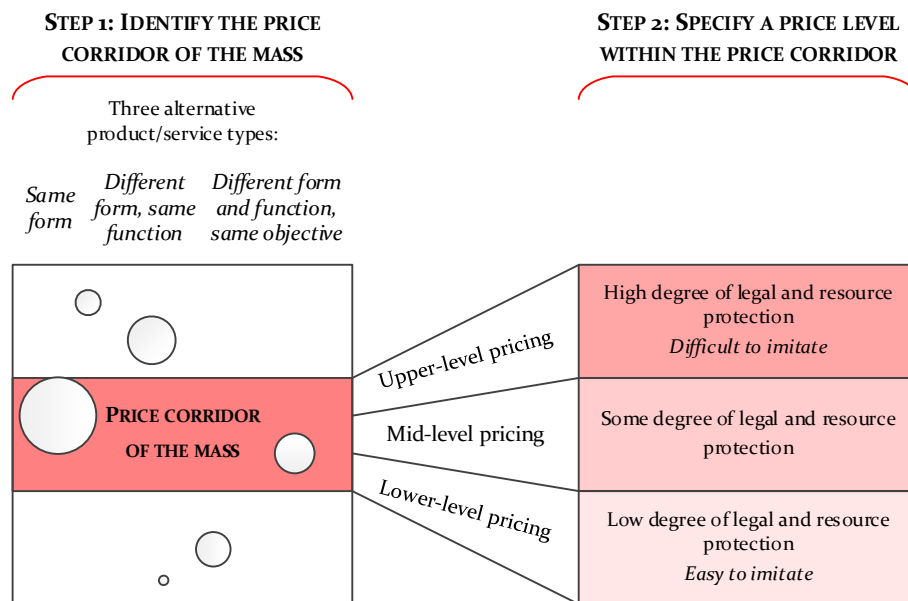 STEP 1: IDENTIFY THE PRICE
CORRIDOR OF THE MASS
STEP 2: SPECIFY A PRICE LEVEL
WITHIN THE PRICE CORRIDOR
Three alternative
product/service types:
Same
form
Different
form, same
function
Different form
and function,
same objective
PRICE CORRIDOR
OF THE MASS
Upper-level pricing
Mid-level pricing
Lower-level pricing
High degree of legal and resource
protection
Difficult to imitate
Some degree of legal and resource
protection
Low degree of legal and resource
protection
Easy to imitate